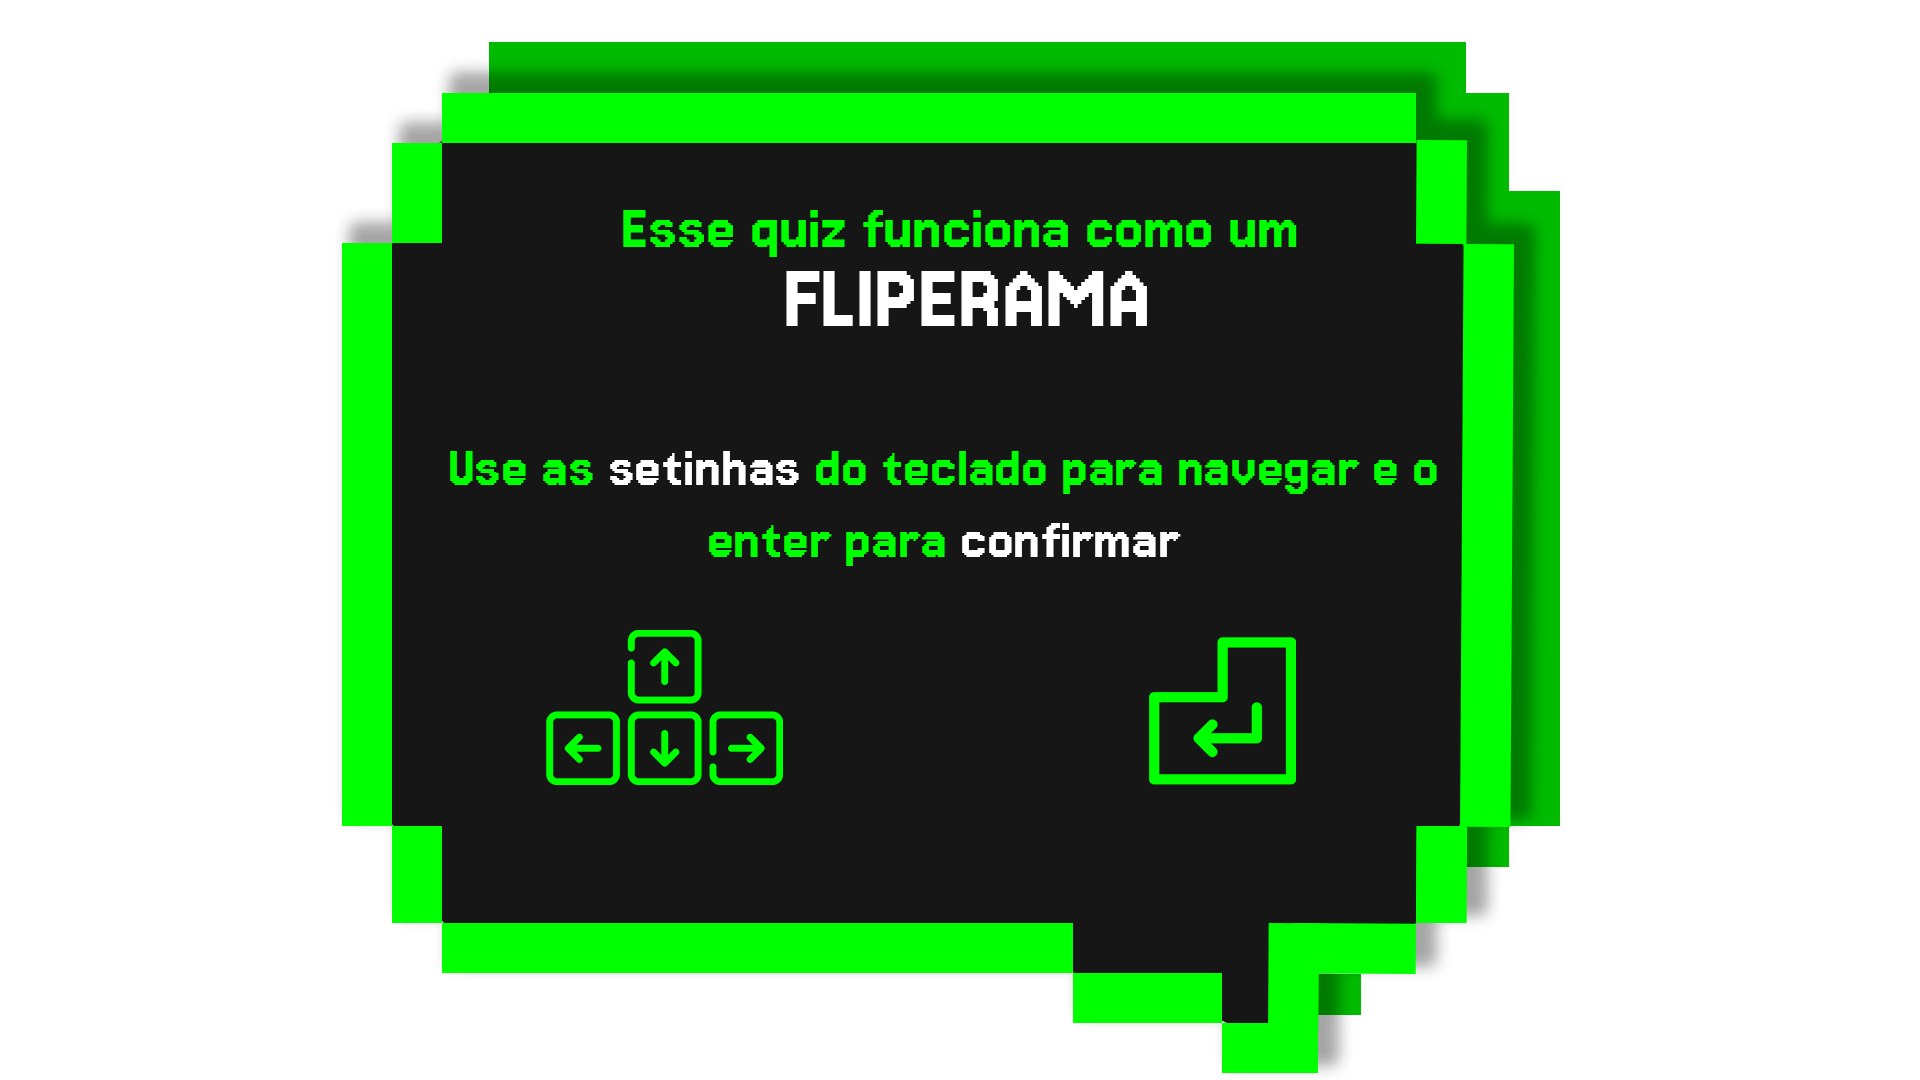 Esse quiz funciona como um
FLIPERAMA
Use as setinhas do teclado para navegar e o
enter para confirmar